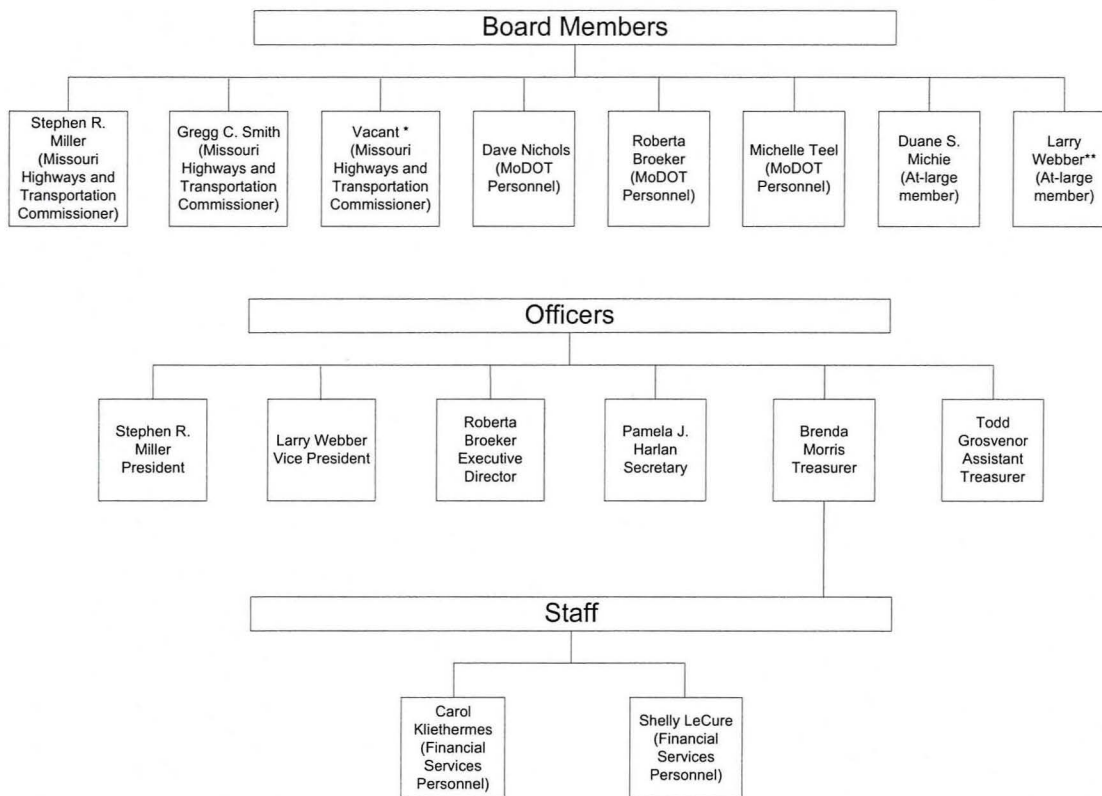 Board Members
Stephen R.
Miller
(Missouri
Highways and
Transportation
Commissioner)
Gregg C. Smith
(Missouri
Highways and
Transportation
Commissioner)
Vacant *
(Missouri
Highways and
Transportation
Commissioner)
Dave Nichols
(MoDOT
Personnel)
Roberta
Broeker
(MoDOT
Personnel)
Michelle Teel
(MoDOT
Personnel)
Duane S.
Michie
(At-large
member)
Larry
Webber**
(At-large
member)
Officers
Stephen R.
Miller
President
Larry Webber
Vice President
Roberta
Broeker
Executive
Director
Pamela J.
Harlan
Secretary
Brenda
Morris
Treasurer
Todd
Grosvenor
Assistant
Treasurer
Staff
Carol
Kliethermes
(Financial
Services
Personnel)
Shelly LeCure
(Financial
Services
Personnel)